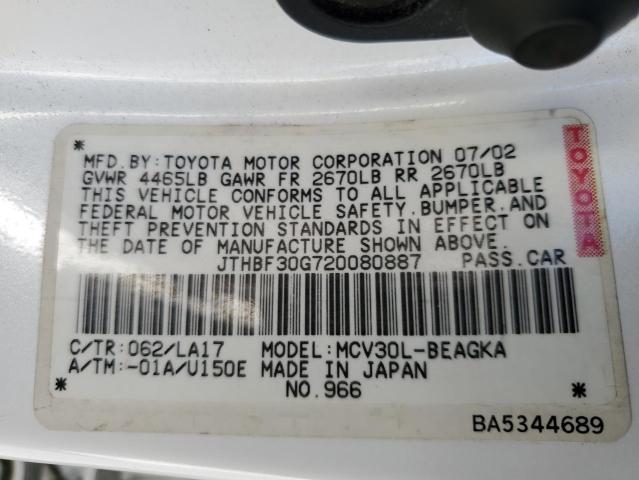 *
MFD.BY:TOYOTA MOTOR CORPORATION 07/02
GVWR 4465LB GAWR FR 2670LB RR 2670LB
THIS VEHICLE CONFORMS TO ALL APPLICABLE
FEDERAL MOTOR VEHICLE SAFETY,BUMPER,AND
THEFT PREVENTION STANDARDS IN EFFECT ON
THE DATE OF MANUFACTURE SHOWN ABOVE.
JTHBF30G720080887 PASS.CAR
TOYOTA
C/TR:062/LA17 MODEL:MCV30L-BEAGKA
A/TM:-01A/U150E MADE IN JAPAN
* NO.966 *
BA5344689